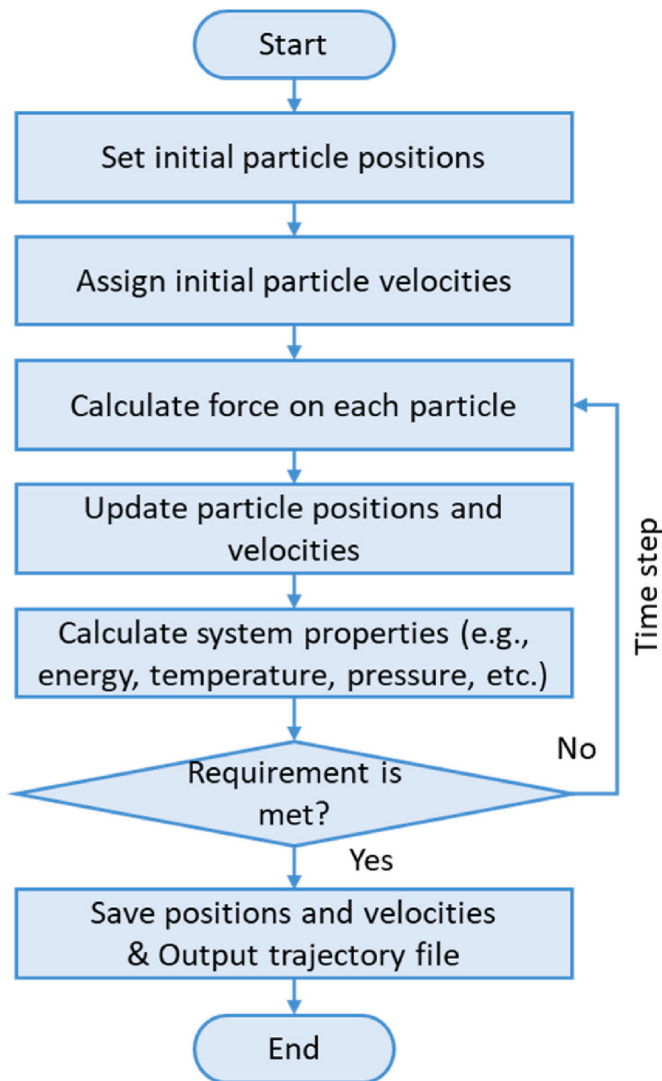 Start
Set initial particle positions
Assign initial particle velocities
Calculate force on each particle
Update particle positions and
velocities
Calculate system properties (e.g.,
energy, temperature, pressure, etc.)
Requirement is
met?
No
Time step
Yes
Save positions and velocities
& Output trajectory file
End